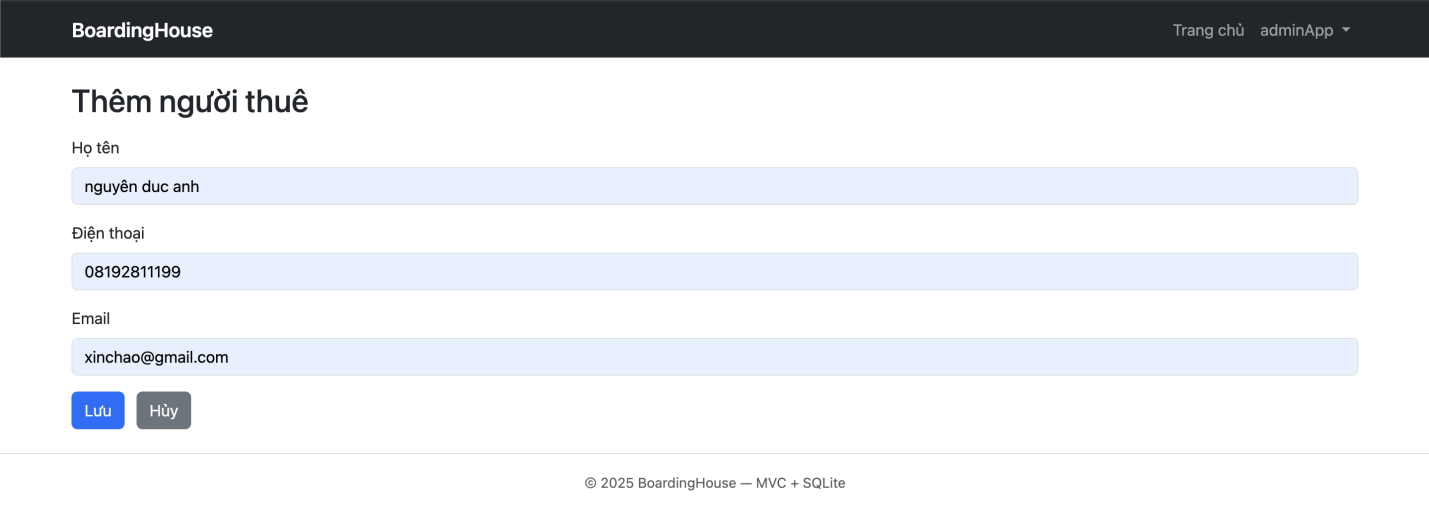 BoardingHouse
Trang chủ
adminApp
Thêm người thuê
Họ tên
nguyên duc anh
Điện thoại
08192811199
Email
xinchao@gmail.com
Lưu
Hủy
© 2025 BoardingHouse — MVC + SQLite